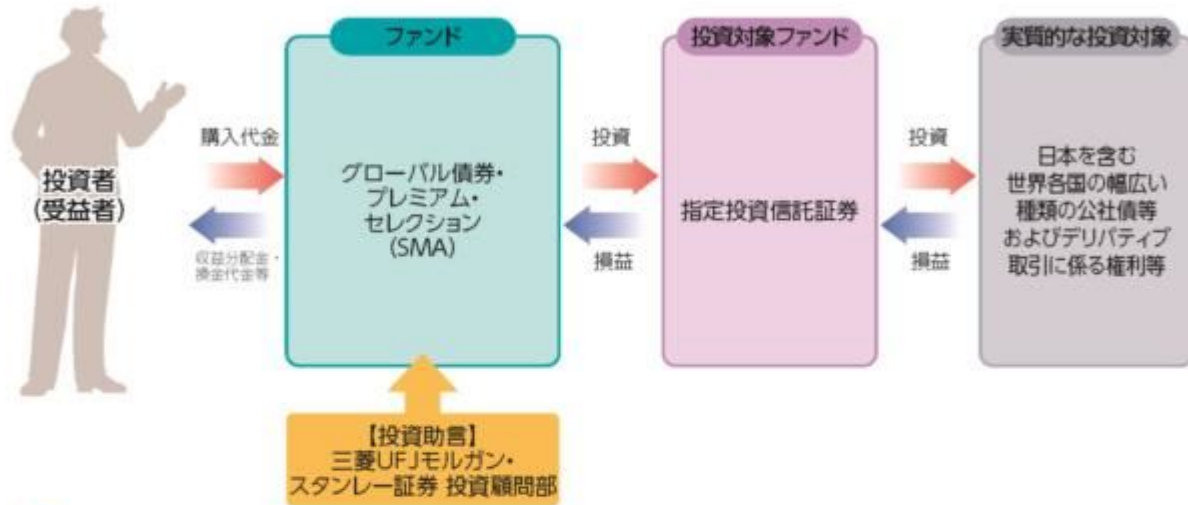 投資者
(受益者)
購入代金
収益分配金・
換金代金等
ファンド
グローバル債券・
プレミアム・
セレクション
(SMA)
【投資助言】
三菱UFJモルガン・
スタンレー証券 投資顧問部
投資
損益
投資対象ファンド
指定投資信託証券
投資
損益
実質的な投資対象
日本を含む
世界各国の幅広い
種類の公社債等
およびデリバティブ
取引に係る権利等